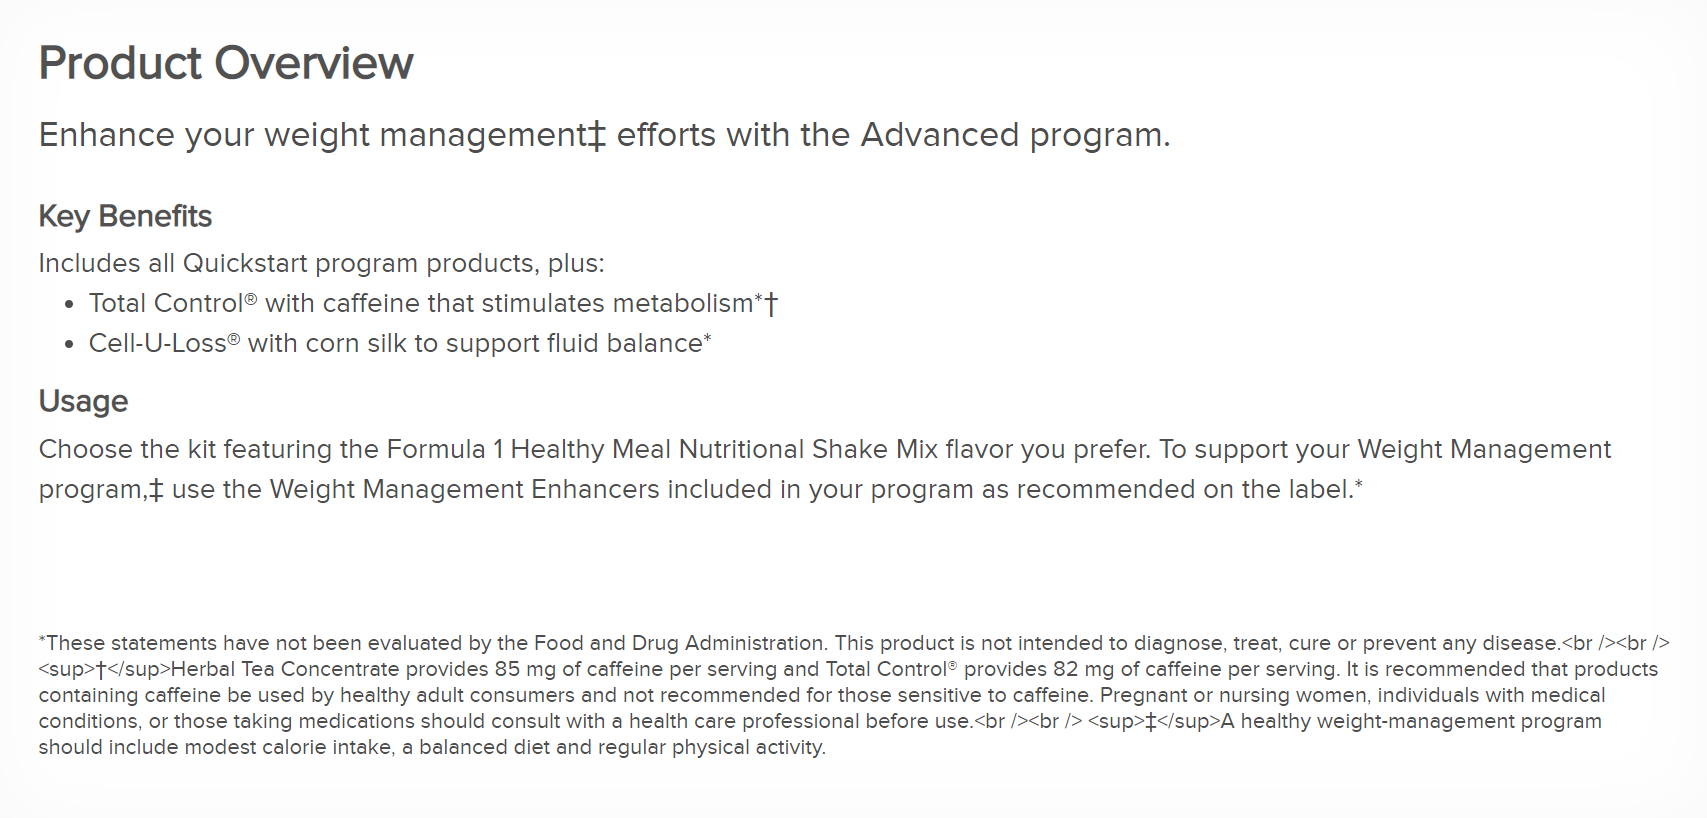 Product Overview
Enhance your weight management‡ efforts with the Advanced program.
Key Benefits
Includes all Quickstart program products, plus:
• Total Control® with caffeine that stimulates metabolism*†
• Cell-U-Loss® with corn silk to support fluid balance*
Usage
Choose the kit featuring the Formula 1 Healthy Meal Nutritional Shake Mix flavor you prefer. To support your Weight Management
program,‡ use the Weight Management Enhancers included in your program as recommended on the label.*
*These statements have not been evaluated by the Food and Drug Administration. This product is not intended to diagnose, treat, cure or prevent any disease.<br /><br />
<sup>†</sup>Herbal Tea Concentrate provides 85 mg of caffeine per serving and Total Control® provides 82 mg of caffeine per serving. It is recommended that products
containing caffeine be used by healthy adult consumers and not recommended for those sensitive to caffeine. Pregnant or nursing women, individuals with medical
conditions, or those taking medications should consult with a health care professional before use.<br /><br /> <sup>‡</sup>A healthy weight-management program
should include modest calorie intake, a balanced diet and regular physical activity.